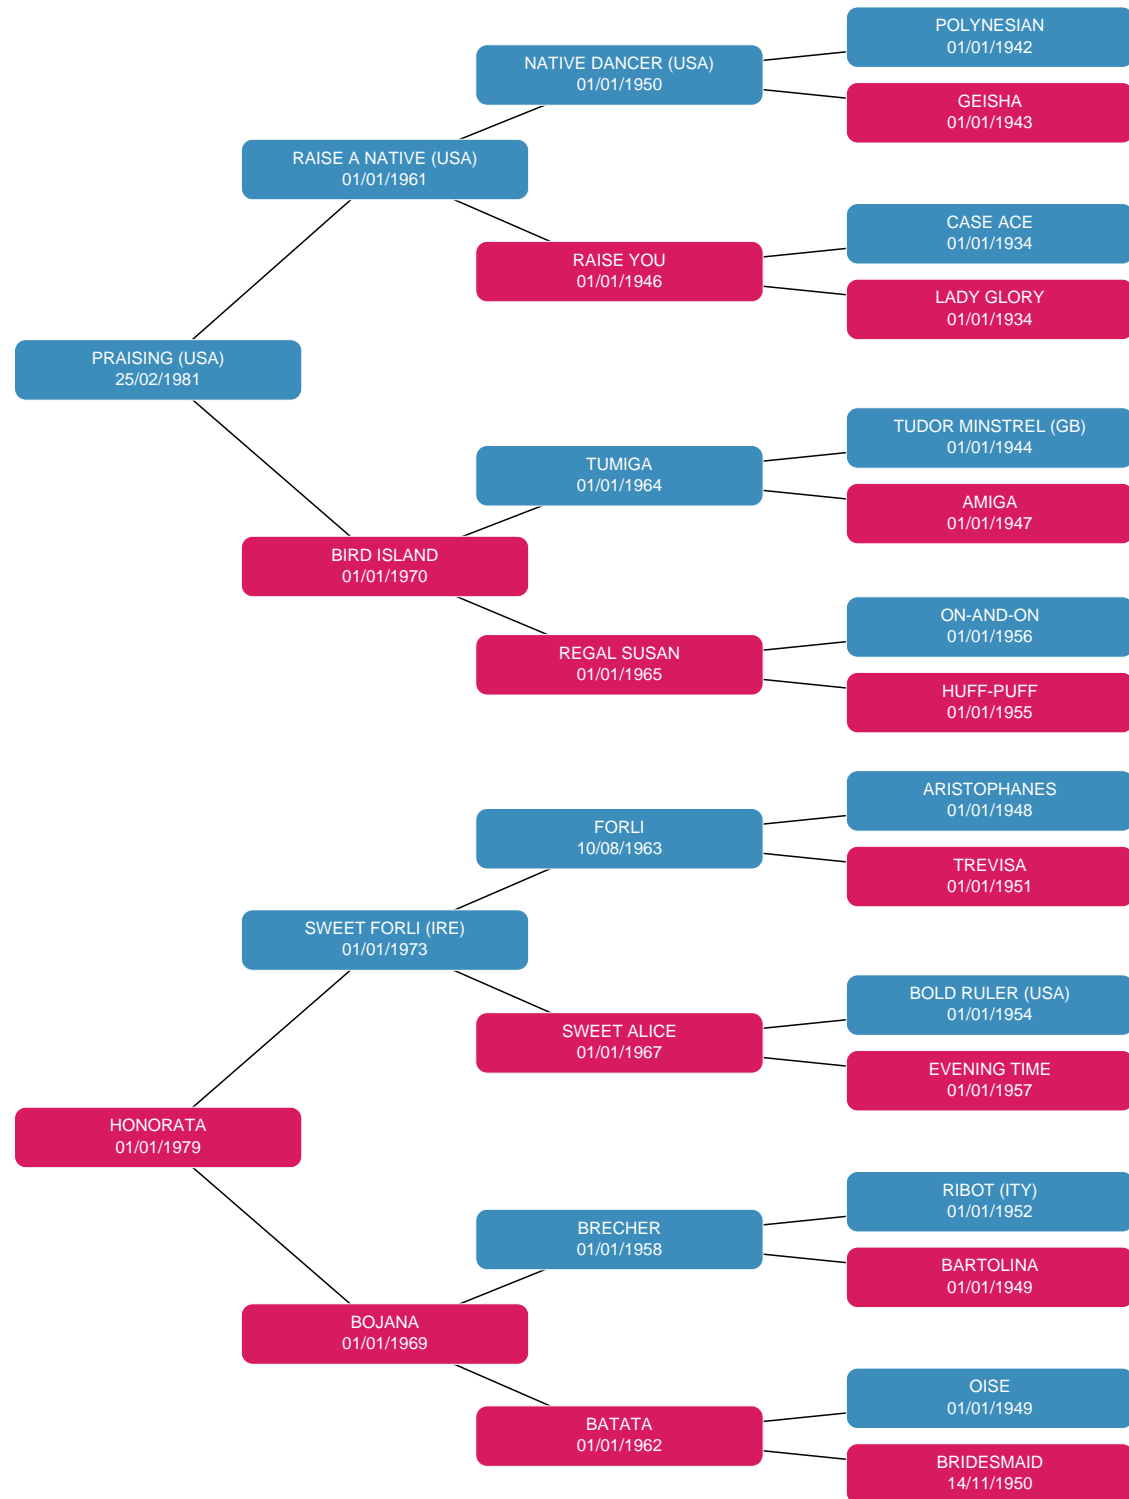 POLYNESIAN
01/01/1942
NATIVE DANCER (USA)
01/01/1950
GEISHA
01/01/1943
RAISE A NATIVE (USA)
01/01/1961
CASE ACE
01/01/1934
RAISE YOU
01/01/1946
LADY GLORY
01/01/1934
PRAISING (USA)
25/02/1981
TUDOR MINSTREL (GB)
01/01/1944
TUMIGA
01/01/1964
AMIGA
01/01/1947
BIRD ISLAND
01/01/1970
ON-AND-ON
01/01/1956
REGAL SUSAN
01/01/1965
HUFF-PUFF
01/01/1955
ARISTOPHANES
01/01/1948
FORLI
10/08/1963
TREVISA
01/01/1951
SWEET FORLI (IRE)
01/01/1973
BOLD RULER (USA)
01/01/1954
SWEET ALICE
01/01/1967
EVENING TIME
01/01/1957
HONORATA
01/01/1979
RIBOT (ITY)
01/01/1952
BRECHER
01/01/1958
BARTOLINA
01/01/1949
BOJANA
01/01/1969
OISE
01/01/1949
BATATA
01/01/1962
BRIDESMAID
14/11/1950